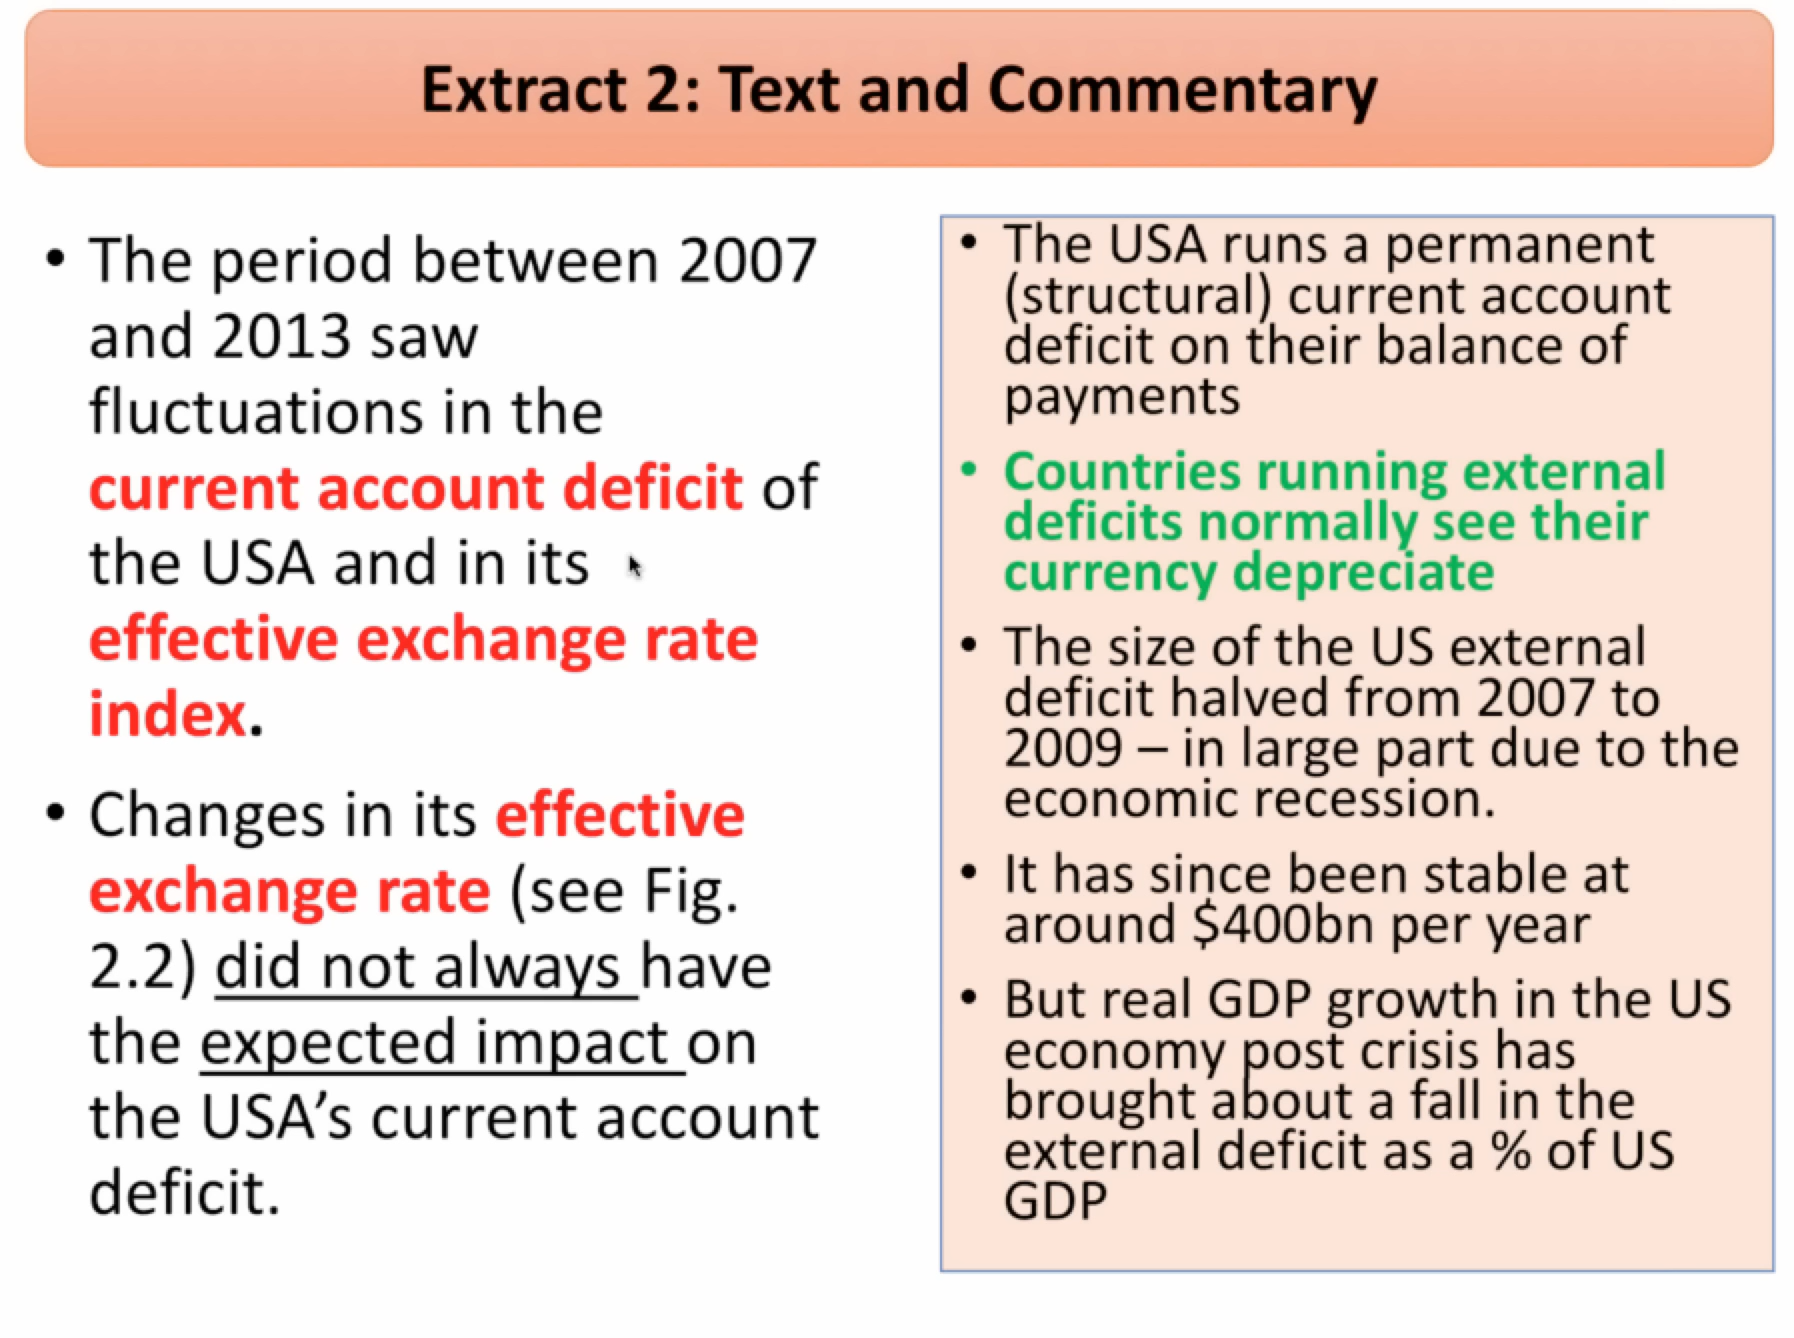 Extract 2: Text and Commentary
• The period between 2007
and 2013 saw
fluctuations in the
current account deficit of
the USA and in its
effective exchange rate
index.
• Changes in its effective
exchange rate (see Fig.
2.2) did not always have
the expected impact on
the USA's current account
deficit.
• The USA runs a permanent
(structural) current account
deficit on their balance of
payments
• Countries running external
deficits normally see their
currency depreciate
• The size of the US external
deficit halved from 2007 to
2009 – in large part due to the
economic recession.
• It has since been stable at
around $400bn per year
• But real GDP growth in the US
economy post crisis has
brought about a fall in the
external deficit as a % of US
GDP